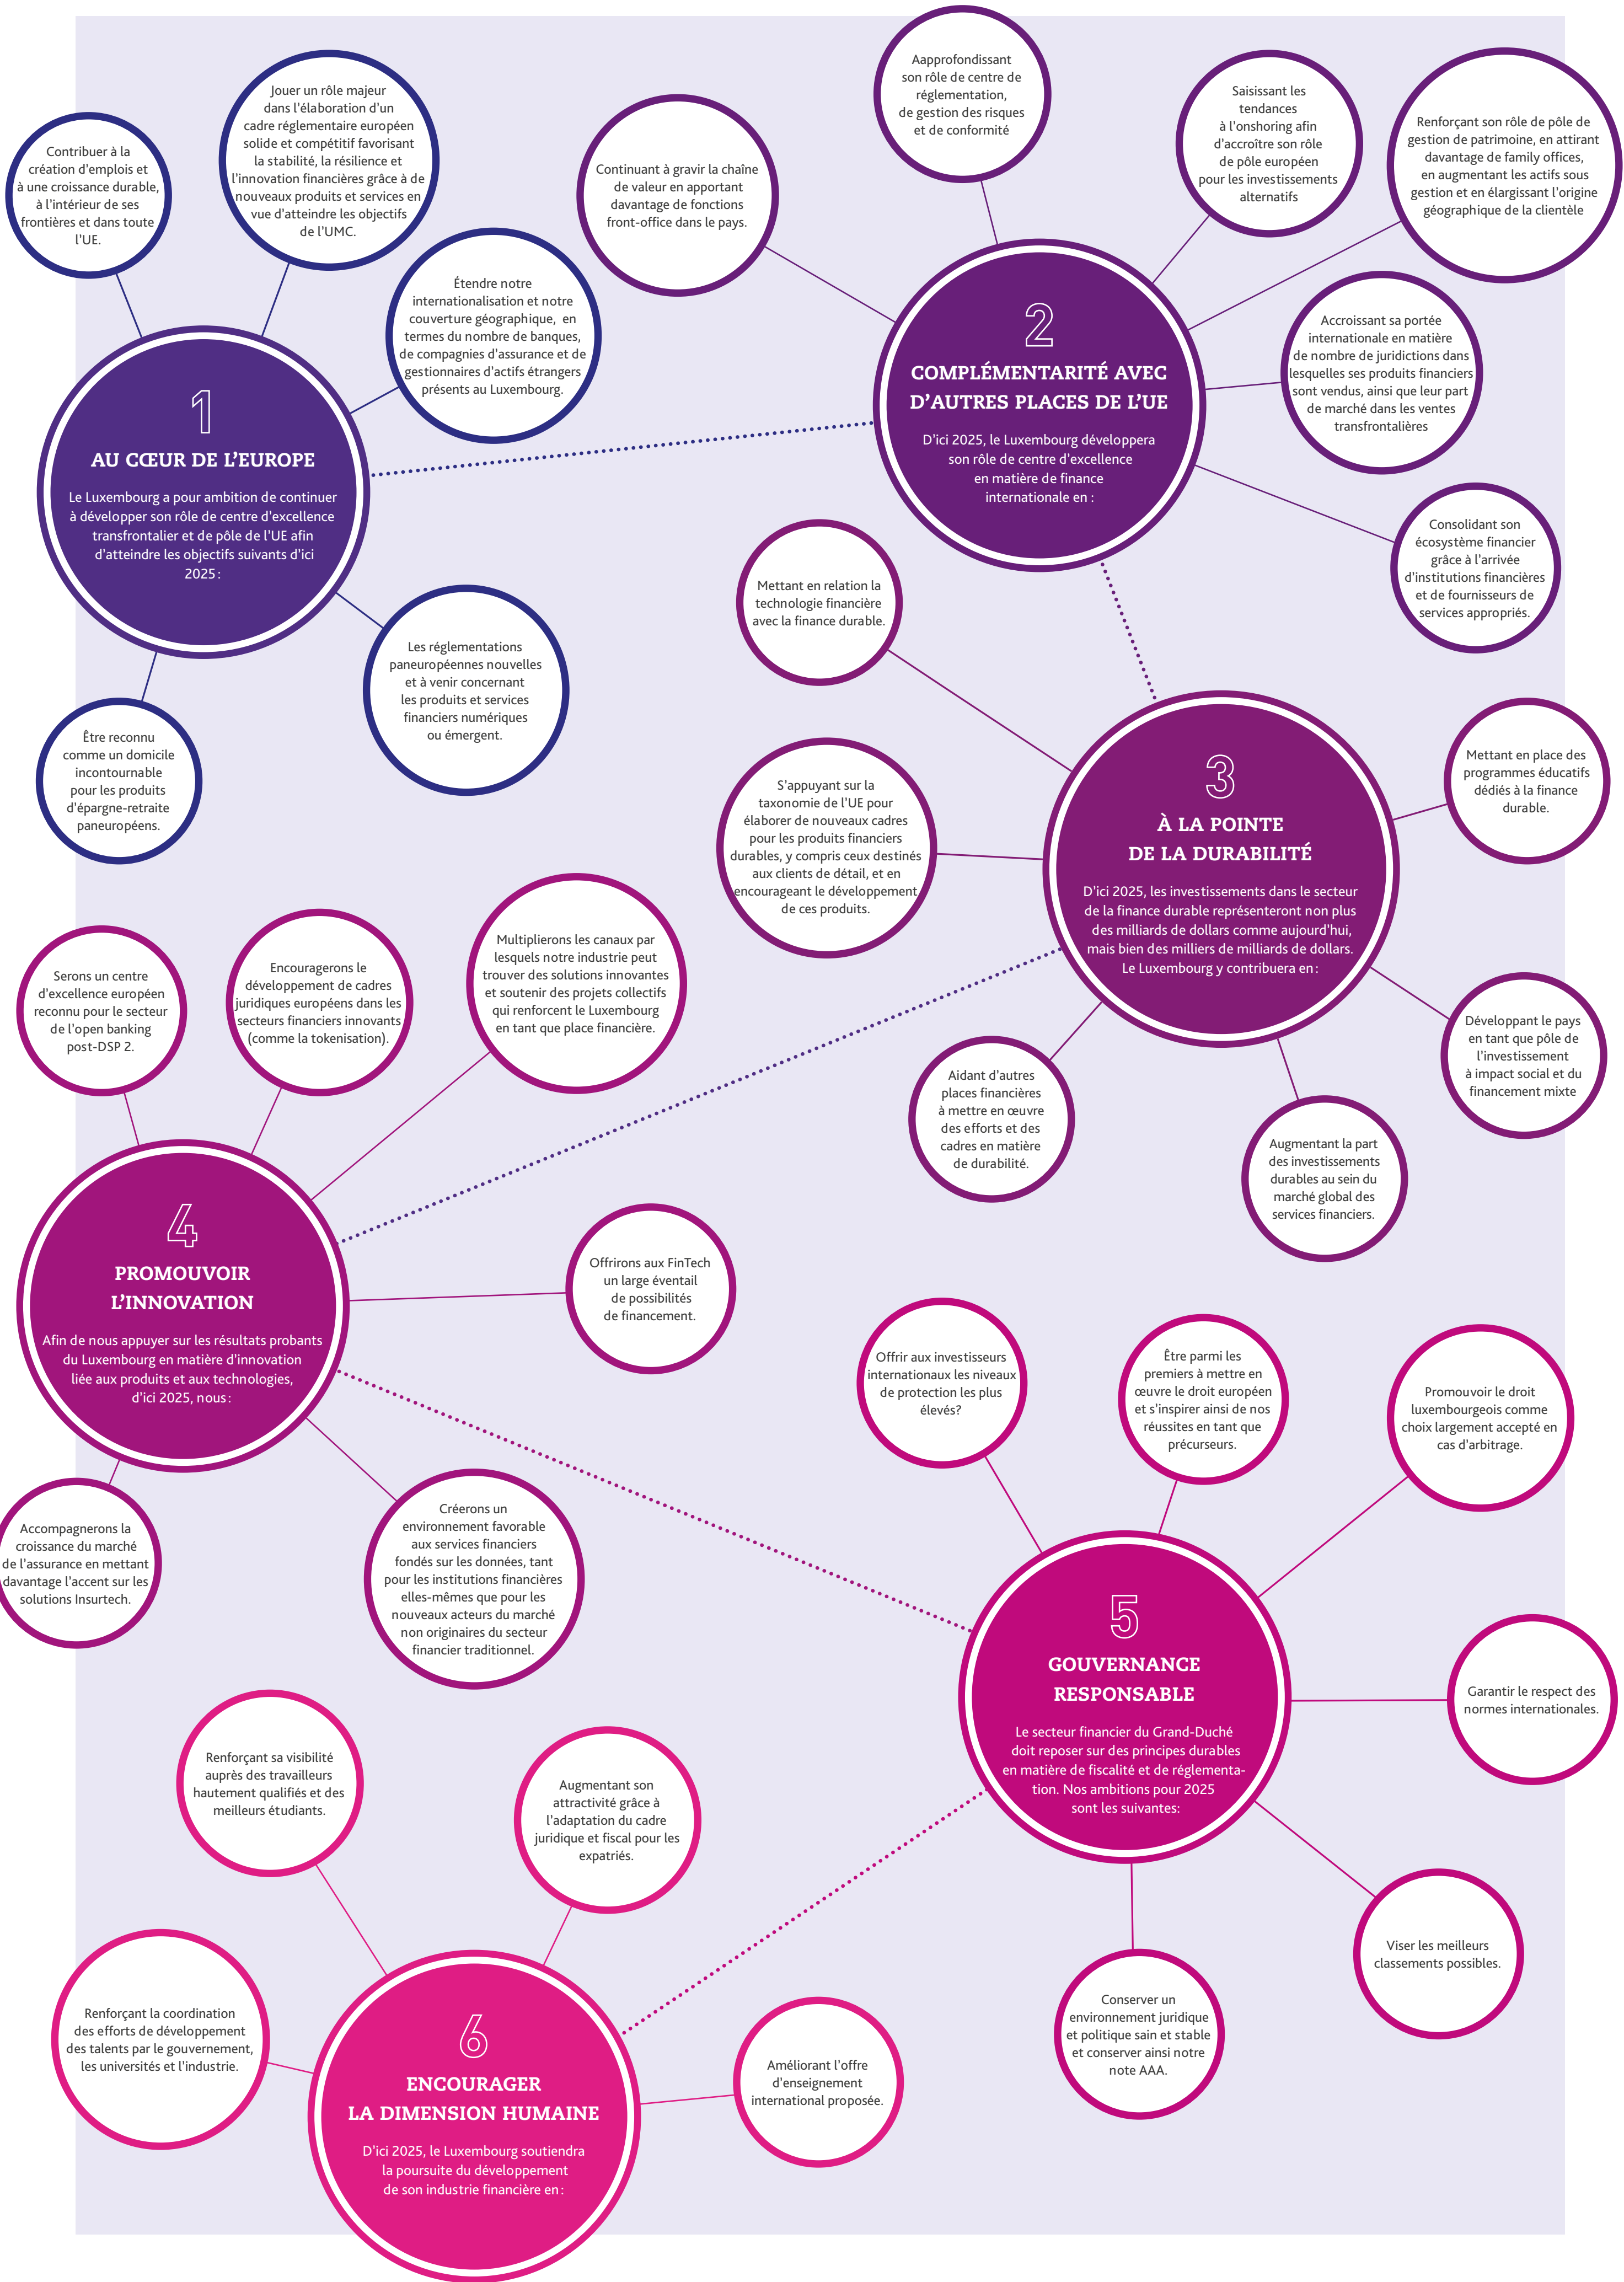 1
AU CŒUR DE L’EUROPE
Le Luxembourg a pour ambition de continuer
à développer son rôle de centre d'excellence
transfrontalier et de pôle de l'UE afin
d'atteindre les objectifs suivants d'ici
2025 :
Contribuer à la
création d'emplois et
à une croissance durable,
à l'intérieur de ses
frontières et dans toute
l'UE.
Jouer un rôle majeur
dans l'élaboration d'un
cadre réglementaire européen
solide et compétitif favorisant
la stabilité, la résilience et
l'innovation financières grâce à de
nouveaux produits et services en
vue d'atteindre les objectifs
de l'UMC.
Étendre notre
internationalisation et notre
couverture géographique, en
termes du nombre de banques,
de compagnies d'assurance et de
gestionnaires d'actifs étrangers
présents au Luxembourg.
Les réglementations
paneuropéennes nouvelles
et à venir concernant
les produits et services
financiers numériques
ou émergent.
Être reconnu
comme un domicile
incontournable
pour les produits
d'épargne-retraite
paneuropéens.
2
COMPLÉMENTARITÉ AVEC
D’AUTRES PLACES DE L’UE
D'ici 2025, le Luxembourg développera
son rôle de centre d'excellence
en matière de finance
internationale en :
Continuant à gravir la chaîne
de valeur en apportant
davantage de fonctions
front-office dans le pays.
Aapprofondissant
son rôle de centre de
réglementation,
de gestion des risques
et de conformité
Saisissant les
tendances
à l'onshoring afin
d'accroître son rôle
de pôle européen
pour les investissements
alternatifs
Renforçant son rôle de pôle de
gestion de patrimoine, en attirant
davantage de family offices,
en augmentant les actifs sous
gestion et en élargissant l'origine
géographique de la clientèle
Accroissant sa portée
internationale en matière
de nombre de juridictions dans
lesquelles ses produits financiers
sont vendus, ainsi que leur part
de marché dans les ventes
transfrontalières
Consolidant son
écosystème financier
grâce à l'arrivée
d'institutions financières
et de fournisseurs de
services appropriés.
3
À LA POINTE
DE LA DURABILITÉ
D'ici 2025, les investissements dans le secteur
de la finance durable représenteront non plus
des milliards de dollars comme aujourd'hui,
mais bien des milliers de milliards de dollars.
Le Luxembourg y contribuera en :
Mettant en relation la
technologie financière
avec la finance durable.
S'appuyant sur la
taxonomie de l'UE pour
élaborer de nouveaux cadres
pour les produits financiers
durables, y compris ceux destinés
aux clients de détail, et en
encourageant le développement
de ces produits.
Mettant en place des
programmes éducatifs
dédiés à la finance
durable.
Développant le pays
en tant que pôle de
l'investissement
à impact social et du
financement mixte
Augmentant la part
des investissements
durables au sein du
marché global des
services financiers.
Aidant d'autres
places financières
à mettre en œuvre
des efforts et des
cadres en matière
de durabilité.
4
PROMOUVOIR
L’INNOVATION
Afin de nous appuyer sur les résultats probants
du Luxembourg en matière d'innovation
liée aux produits et aux technologies,
d'ici 2025, nous :
Serons un centre
d'excellence européen
reconnu pour le secteur
de l'open banking
post-DSP 2.
Encouragerons le
développement de cadres
juridiques européens dans les
secteurs financiers innovants
(comme la tokenisation).
Multiplierons les canaux par
lesquels notre industrie peut
trouver des solutions innovantes
et soutenir des projets collectifs
qui renforcent le Luxembourg
en tant que place financière.
Offrirons aux FinTech
un large éventail
de possibilités
de financement.
Créerons un
environnement favorable
aux services financiers
fondés sur les données, tant
pour les institutions financières
elles-mêmes que pour les
nouveaux acteurs du marché
non originaires du secteur
financier traditionnel.
Accompagnerons la
croissance du marché
de l'assurance en mettant
davantage l'accent sur les
solutions Insurtech.
5
GOUVERNANCE
RESPONSABLE
Le secteur financier du Grand-Duché
doit reposer sur des principes durables
en matière de fiscalité et de réglementa-
tion. Nos ambitions pour 2025
sont les suivantes:
Offrir aux investisseurs
internationaux les niveaux
de protection les plus
élevés?
Être parmi les
premiers à mettre en
œuvre le droit européen
et s'inspirer ainsi de nos
réussites en tant que
précurseurs.
Promouvoir le droit
luxembourgeois comme
choix largement accepté en
cas d'arbitrage.
Garantir le respect des
normes internationales.
Viser les meilleurs
classements possibles.
Conserver un
environnement juridique
et politique sain et stable
et conserver ainsi notre
note AAA.
6
ENCOURAGER
LA DIMENSION HUMAINE
D'ici 2025, le Luxembourg soutiendra
la poursuite du développement
de son industrie financière en :
Renforçant sa visibilité
auprès des travailleurs
hautement qualifiés et des
meilleurs étudiants.
Augmentant son
attractivité grâce à
l'adaptation du cadre
juridique et fiscal pour les
expatriés.
Renforçant la coordination
des efforts de développement
des talents par le gouvernement,
les universités et l'industrie.
Améliorant l'offre
d'enseignement
international proposée.